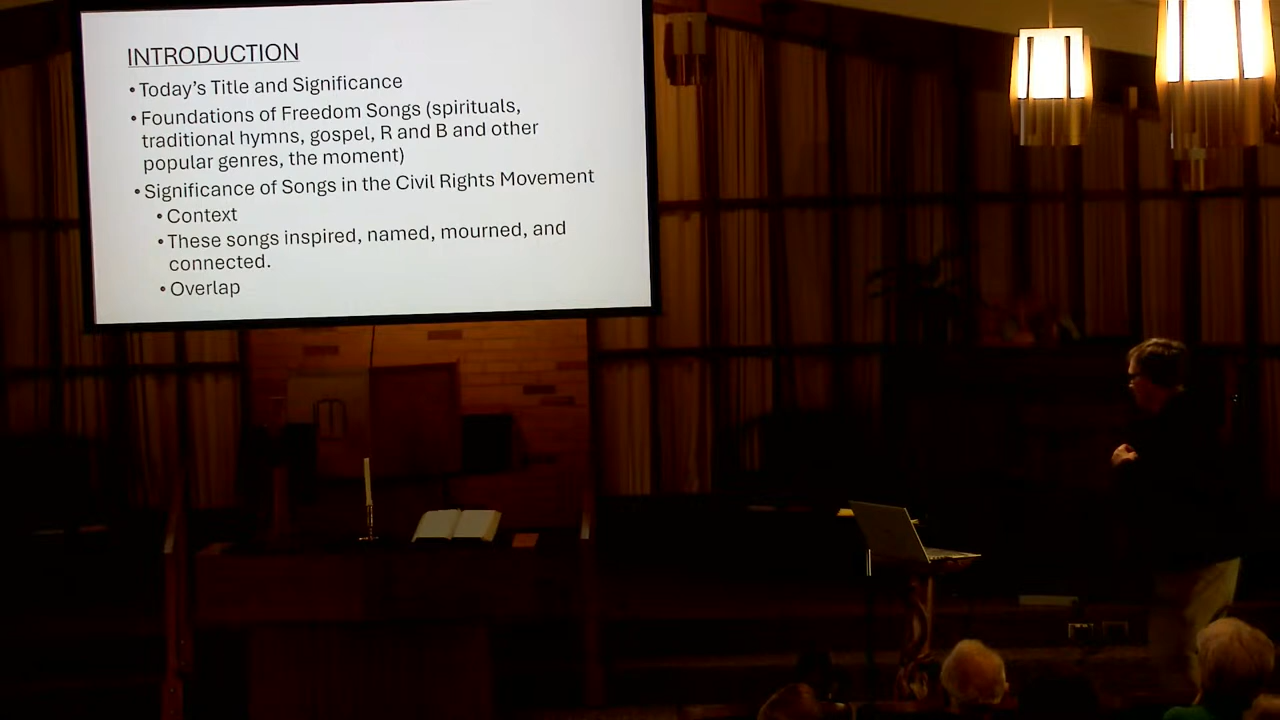 INTRODUCTION
• Today's Title and Significance
• Foundations of Freedom Songs (spirituals,
traditional hymns, gospel, R and B and other
popular genres, the moment)
• Significance of Songs in the Civil Rights Movement
• Context
• These songs inspired, named, mourned, and
connected.
• Overlap